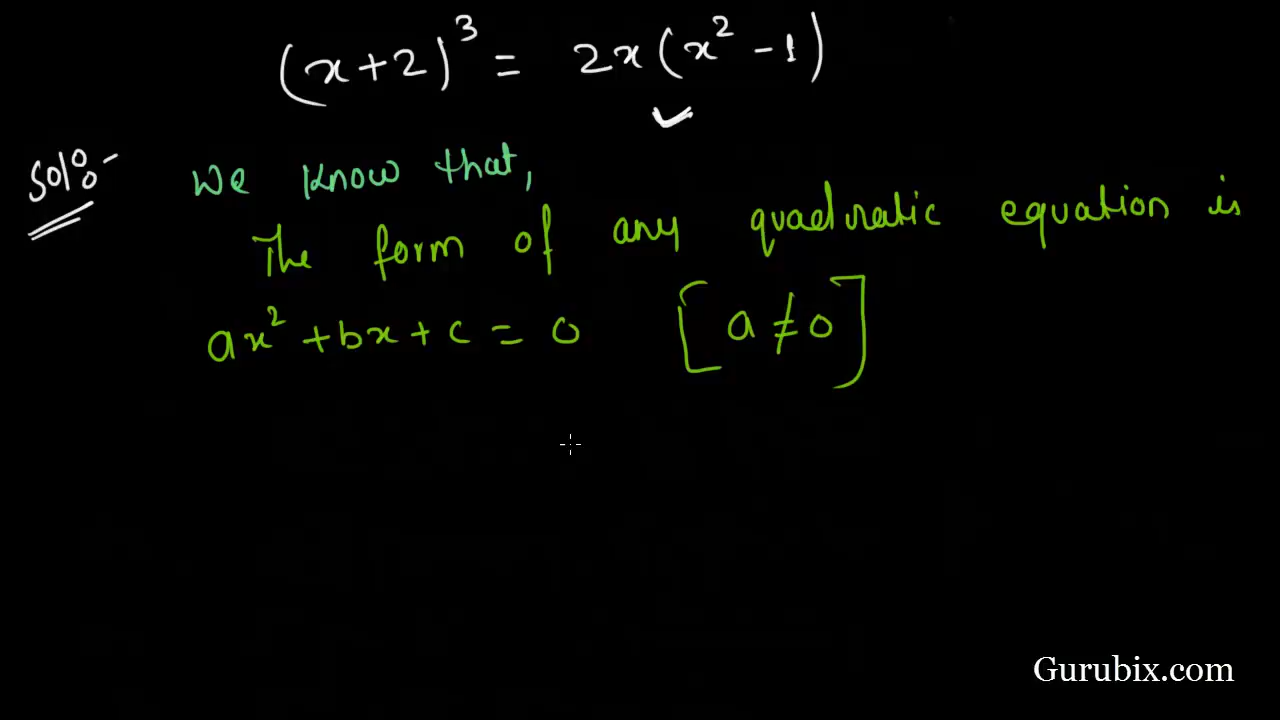 (x+2)³ = 2x(x²-1)
Sol:-
We know that,
The form of any quadratic equation is
ax² + bx + c = 0 [a ≠ 0]
Gurubix.com